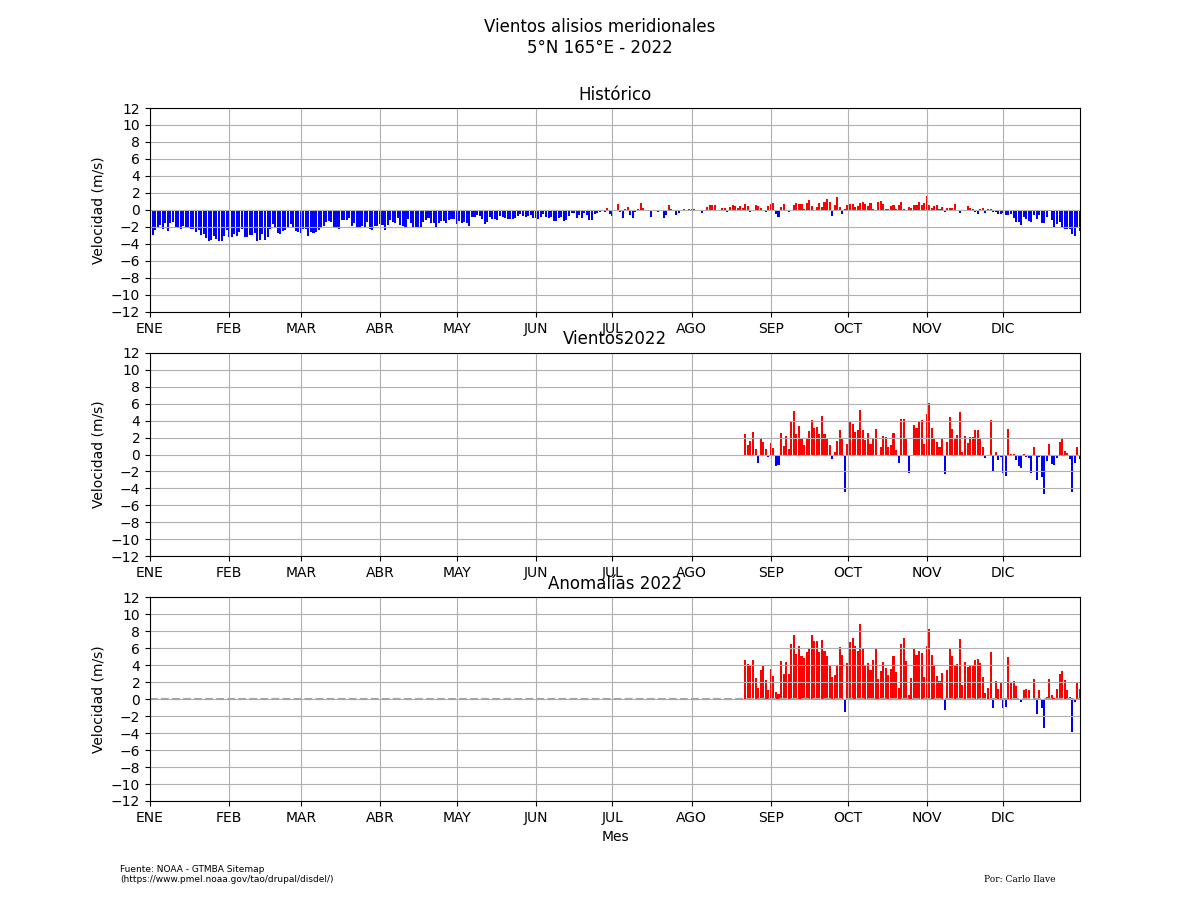 Vientos alisios meridionales
5°N 165°E - 2022
Histórico
12
10
8
6
4
2
0
−2
−4
−6
−8
−10
−12
Velocidad (m/s)
ENE FEB MAR ABR MAY JUN JUL AGO SEP OCT NOV DIC
Vientos2022
12
10
8
6
4
2
0
−2
−4
−6
−8
−10
−12
Velocidad (m/s)
ENE FEB MAR ABR MAY JUN JUL AGO SEP OCT NOV DIC
Anomalías 2022
12
10
8
6
4
2
0
−2
−4
−6
−8
−10
−12
Velocidad (m/s)
ENE FEB MAR ABR MAY JUN JUL AGO SEP OCT NOV DIC
Mes
Fuente: NOAA - GTMBA Sitemap
(https://www.pmel.noaa.gov/tao/drupal/disdel/)
Por: Carlo Ilave